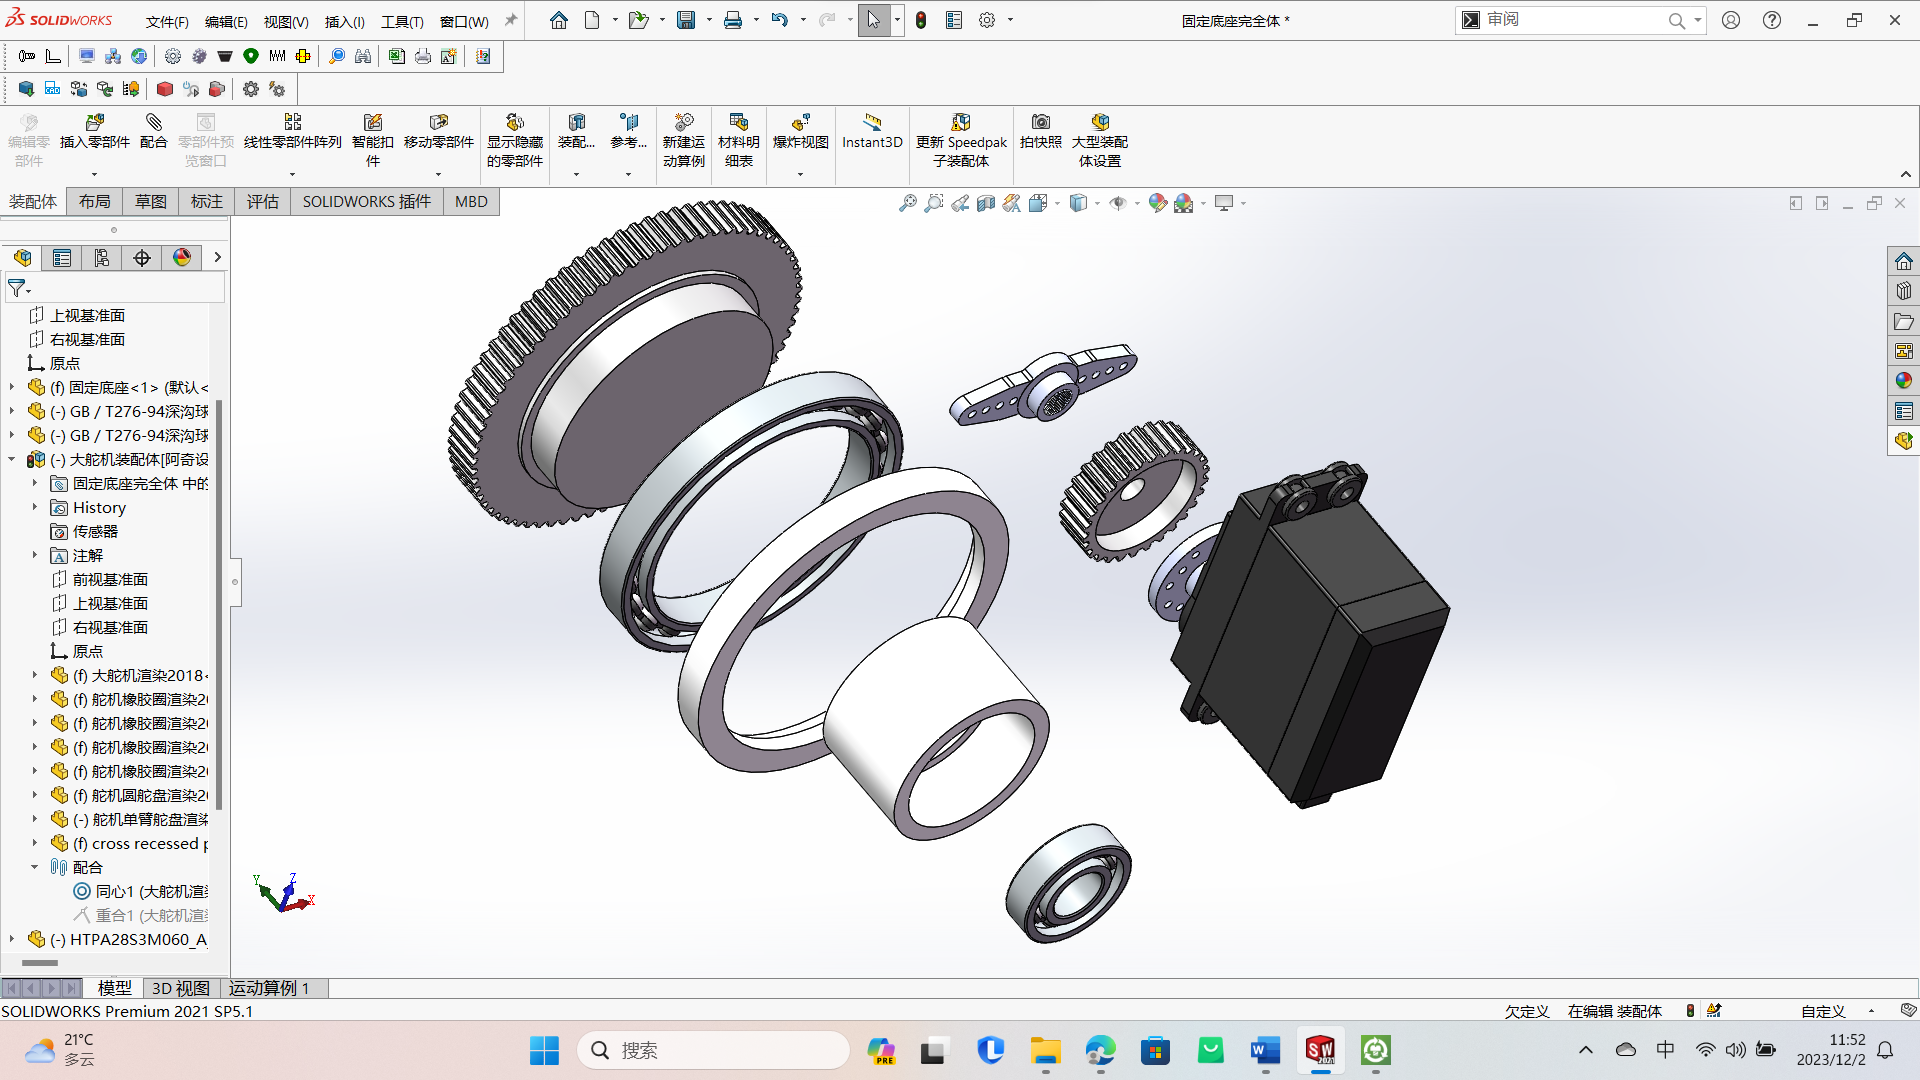 SOLIDWORKS 文件(F) 编辑(E) 视图(V) 插入(I) 工具(T) 窗口(W) 固定底座完全体 * 审阅
编辑零部件 插入零部件 配合 零部件预览窗口 线性零部件阵列 智能扣件 移动零部件 显示隐藏的零部件 装配... 参考... 新建运动算例 材料明细表 爆炸视图 Instant3D 更新 Speedpak 子装配体 拍快照 大型装配体设置
装配体 布局 草图 标注 评估 SOLIDWORKS 插件 MBD
上视基准面
右视基准面
原点
(f) 固定底座<1> (默认<
(-) GB / T276-94深沟球
(-) GB / T276-94深沟球
(-) 大舵机装配体[阿奇设
固定底座完全体 中的
History
传感器
注解
前视基准面
上视基准面
右视基准面
原点
(f) 大舵机渲染2018<
(f) 舵机橡胶圈渲染20
(f) 舵机橡胶圈渲染20
(f) 舵机橡胶圈渲染20
(f) 舵机橡胶圈渲染20
(f) 舵机圆舵盘渲染20
(-) 舵机单臂舵盘渲染
(f) cross recessed p
配合
同心1 (大舵机渲染
重合1 (大舵机渲染
(-) HTPA28S3M060_A_
Y Z X
模型 3D 视图 运动算例 1
SOLIDWORKS Premium 2021 SP5.1 欠定义 在编辑 装配体 自定义
21°C
多云
搜索
PRE
中
11:52
2023/12/2